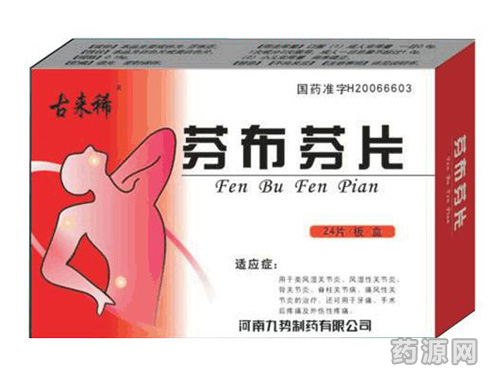 国药准字H20066603
古来稀
芬布芬片
Fen Bu Fen Pian
24片/板/盒
适应症:
用于类风湿关节炎、风湿性关节炎、
骨关节炎、脊柱关节病、痛风性关
节炎的治疗,还可用于牙痛、手术
后疼痛及外伤性疼痛。
河南九势制药有限公司
芬布芬片
Fen Bu Fen Pian
药源网